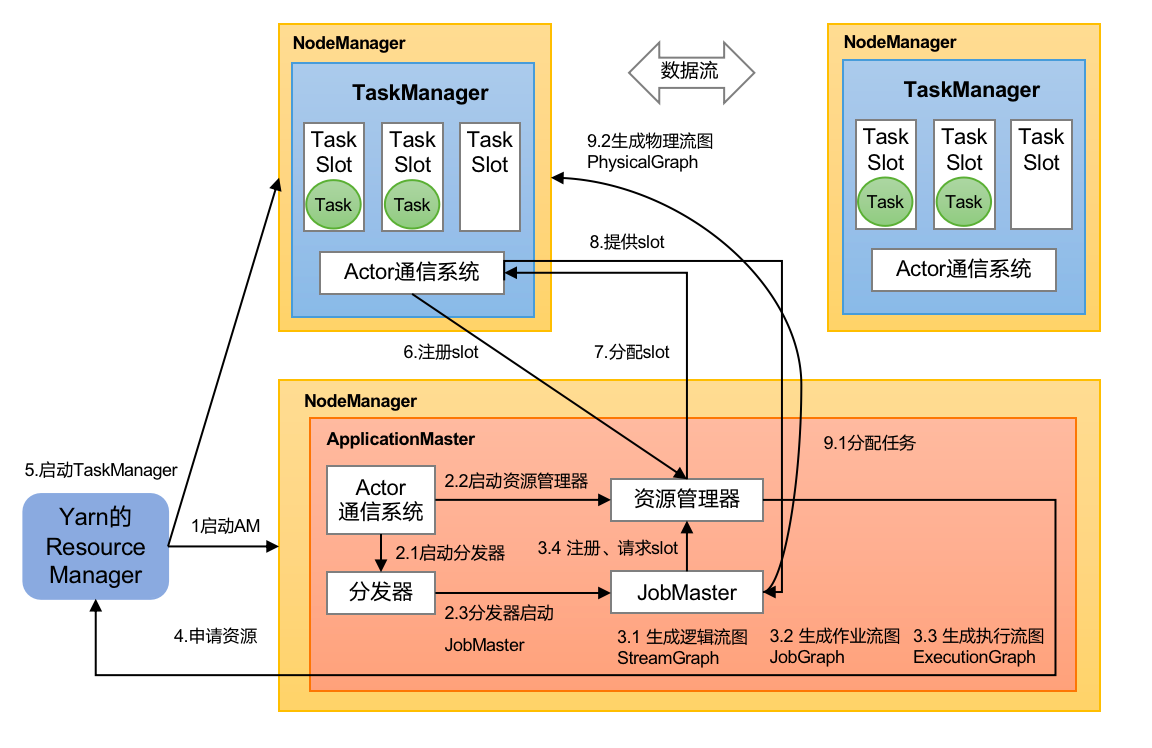 NodeManager
TaskManager
Task
Slot
Task
Slot
Task
Slot
Task
Task
Actor通信系统
数据流
NodeManager
TaskManager
Task
Slot
Task
Slot
Task
Slot
Task
Task
Actor通信系统
9.2生成物理流图
PhysicalGraph
8.提供slot
6.注册slot
7.分配slot
NodeManager
ApplicationMaster
9.1分配任务
5.启动TaskManager
Yarn的
Resource
Manager
1启动AM
Actor
通信系统
2.2启动资源管理器
资源管理器
2.1启动分发器
3.4 注册、请求slot
分发器
2.3分发器启动
JobMaster
JobMaster
4.申请资源
3.1 生成逻辑流图
StreamGraph
3.2 生成作业流图
JobGraph
3.3 生成执行流图
ExecutionGraph